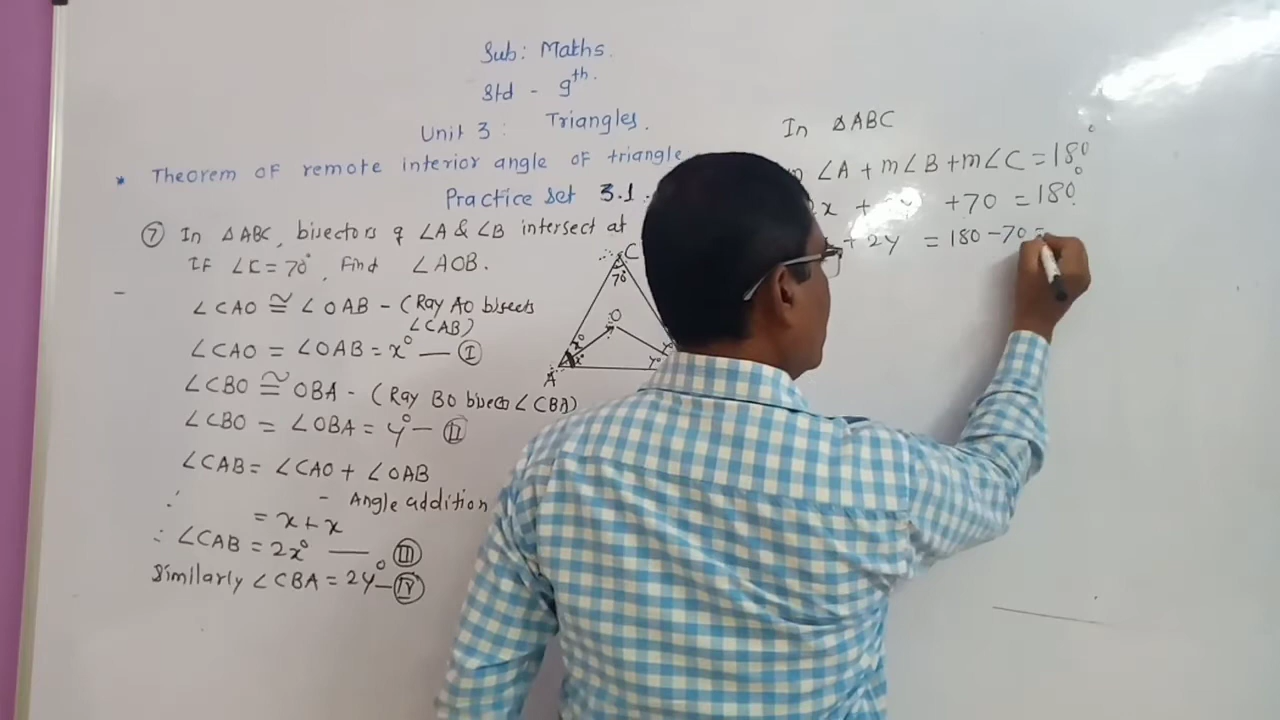 Sub: Maths.
Std - 9th.
Unit 3: Triangles.
* Theorem of remote interior angle of triangle
Practice Set 3.1.
⑦ In △ABC, bisectors of ∠A & ∠B intersect at
If ∠C=70°, Find ∠AOB.
∠CAO ≅ ∠OAB - (Ray AO bisects
∠CAB)
∠CAO = ∠OAB = x° — Ⓘ
∠CBO ≅ OBA - (Ray BO bisects ∠CBA)
∠CBO = ∠OBA = y° — Ⓘ︎I
∠CAB = ∠CAO + ∠OAB
- Angle addition
= x + x
∴ ∠CAB = 2x° — III
Similarly ∠CBA = 2y° — IV
C
70°
O
x°
x°
y°
A
In △ABC
∠A + m∠B + m∠C = 180°
x + +70 = 180°
+ 2y = 180 - 70 =